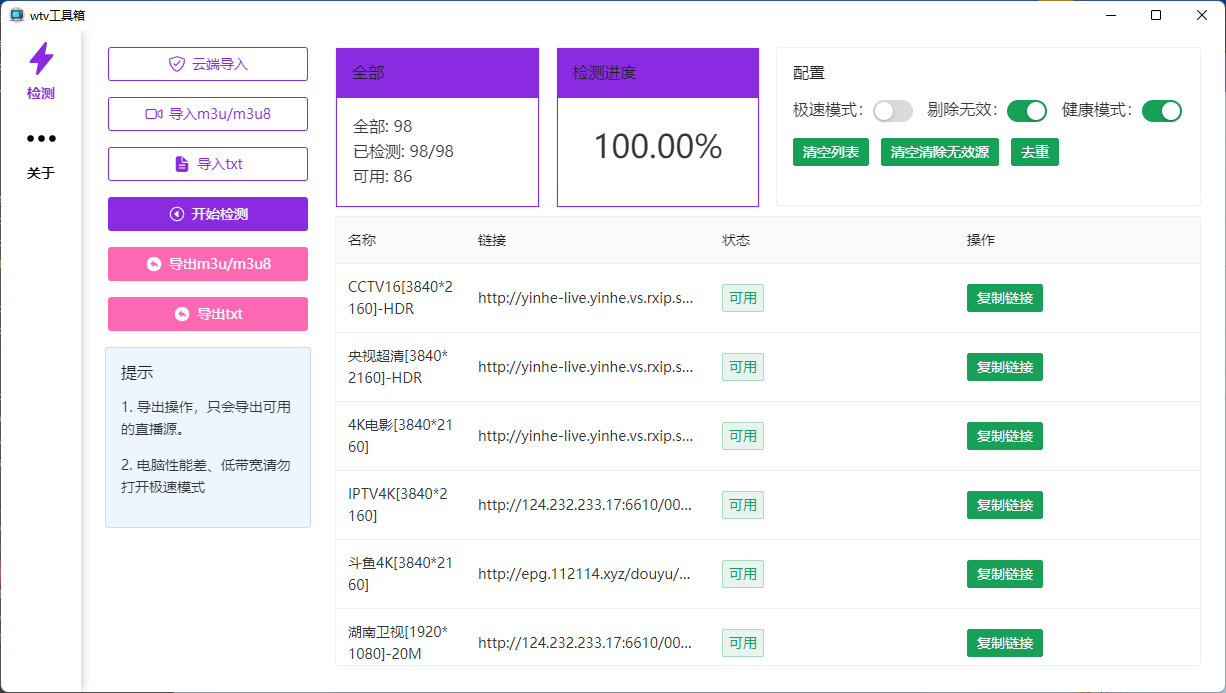 wtv工具箱
检测
关于
云端导入
导入m3u/m3u8
导入txt
开始检测
导出m3u/m3u8
导出txt
提示
1. 导出操作，只会导出可用
的直播源。
2. 电脑性能差、低带宽请勿
打开极速模式
全部
全部: 98
已检测: 98/98
可用: 86
检测进度
100.00%
配置
极速模式: 剔除无效: 健康模式:
清空列表 清空清除无效源 去重
名称 链接 状态 操作
CCTV16[3840*2
160]-HDR
http://yinhe-live.yinhe.vs.rxip.s... 可用 复制链接
央视超清[3840*
2160]-HDR
http://yinhe-live.yinhe.vs.rxip.s... 可用 复制链接
4K电影[3840*21
60]
http://yinhe-live.yinhe.vs.rxip.s... 可用 复制链接
IPTV4K[3840*2
160]
http://124.232.233.17:6610/00... 可用 复制链接
斗鱼4K[3840*21
60]
http://epg.112114.xyz/douyu/... 可用 复制链接
湖南卫视[1920*
1080]-20M
http://124.232.233.17:6610/00... 可用 复制链接